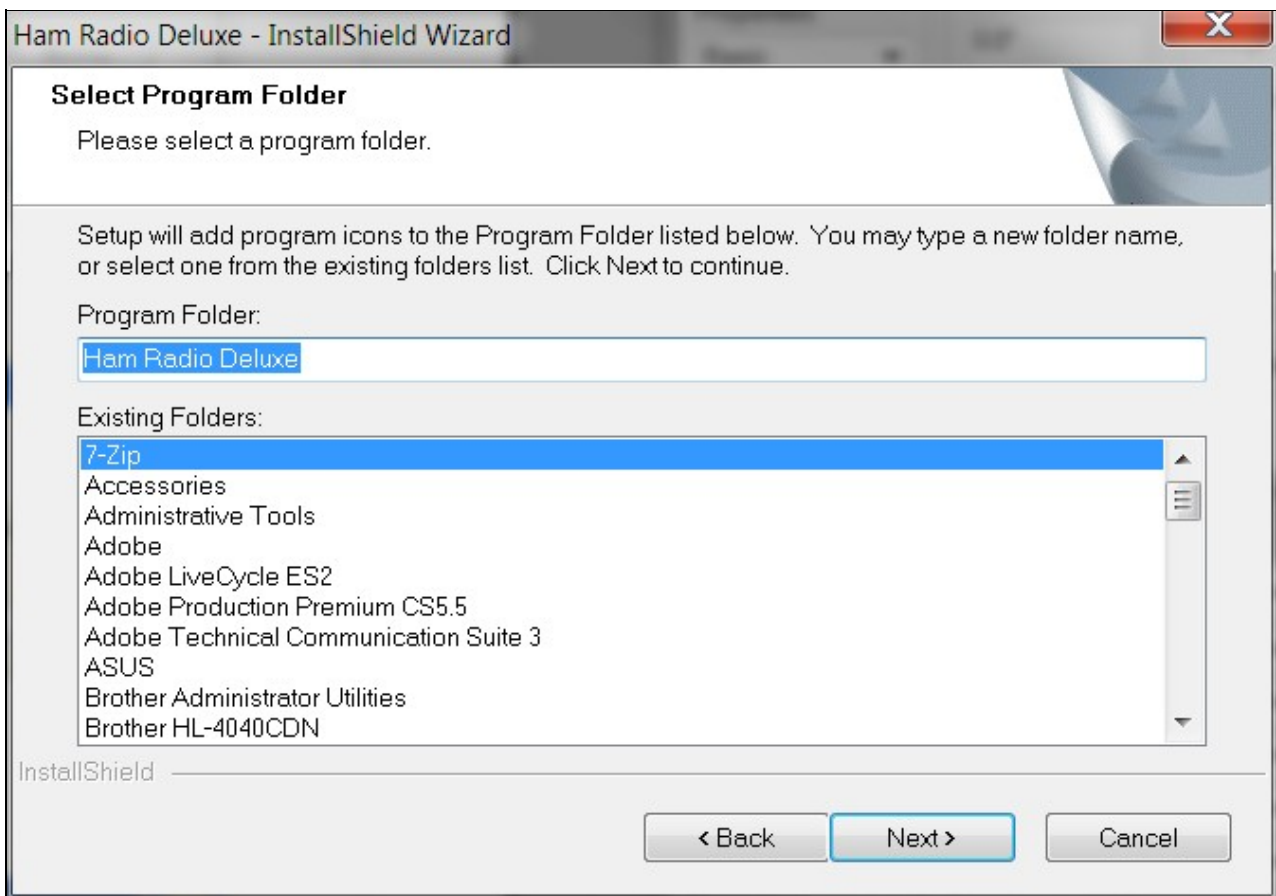 Ham Radio Deluxe - InstallShield Wizard
Select Program Folder
Please select a program folder.
Setup will add program icons to the Program Folder listed below.  You may type a new folder name,
or select one from the existing folders list.  Click Next to continue.
Program Folder:
Ham Radio Deluxe
Existing Folders:
7-Zip
Accessories
Administrative Tools
Adobe
Adobe LiveCycle ES2
Adobe Production Premium CS5.5
Adobe Technical Communication Suite 3
ASUS
Brother Administrator Utilities
Brother HL-4040CDN
InstallShield
< Back
Next >
Cancel